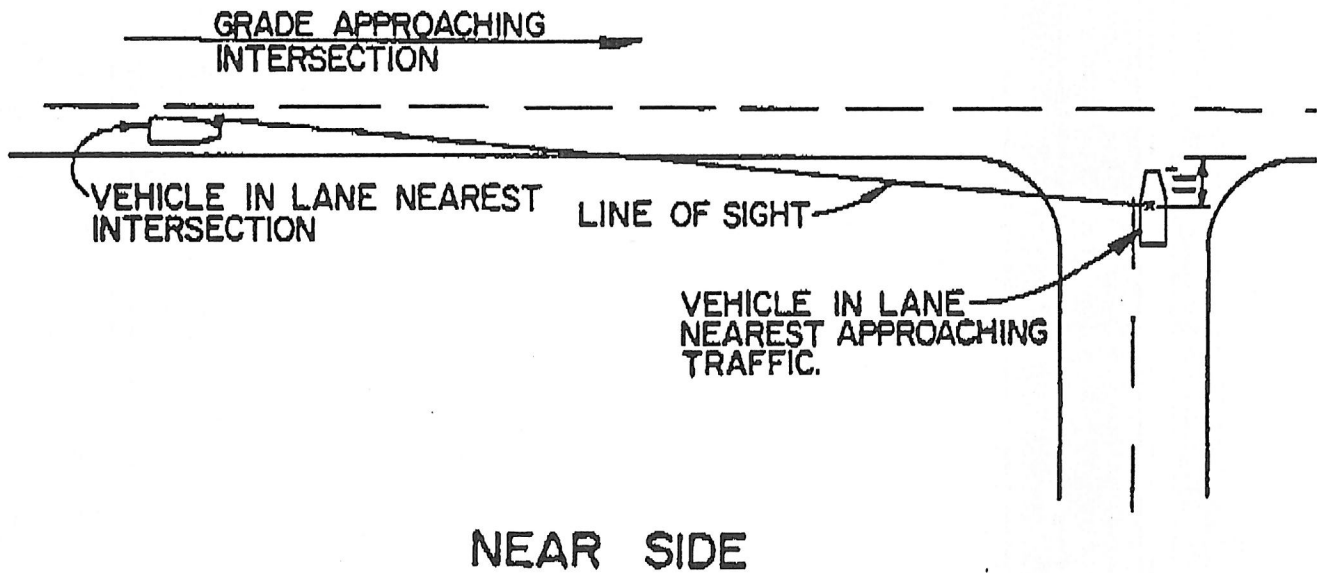 GRADE APPROACHING
INTERSECTION
VEHICLE IN LANE NEAREST
INTERSECTION
LINE OF SIGHT
VEHICLE IN LANE
NEAREST APPROACHING
TRAFFIC.
NEAR SIDE